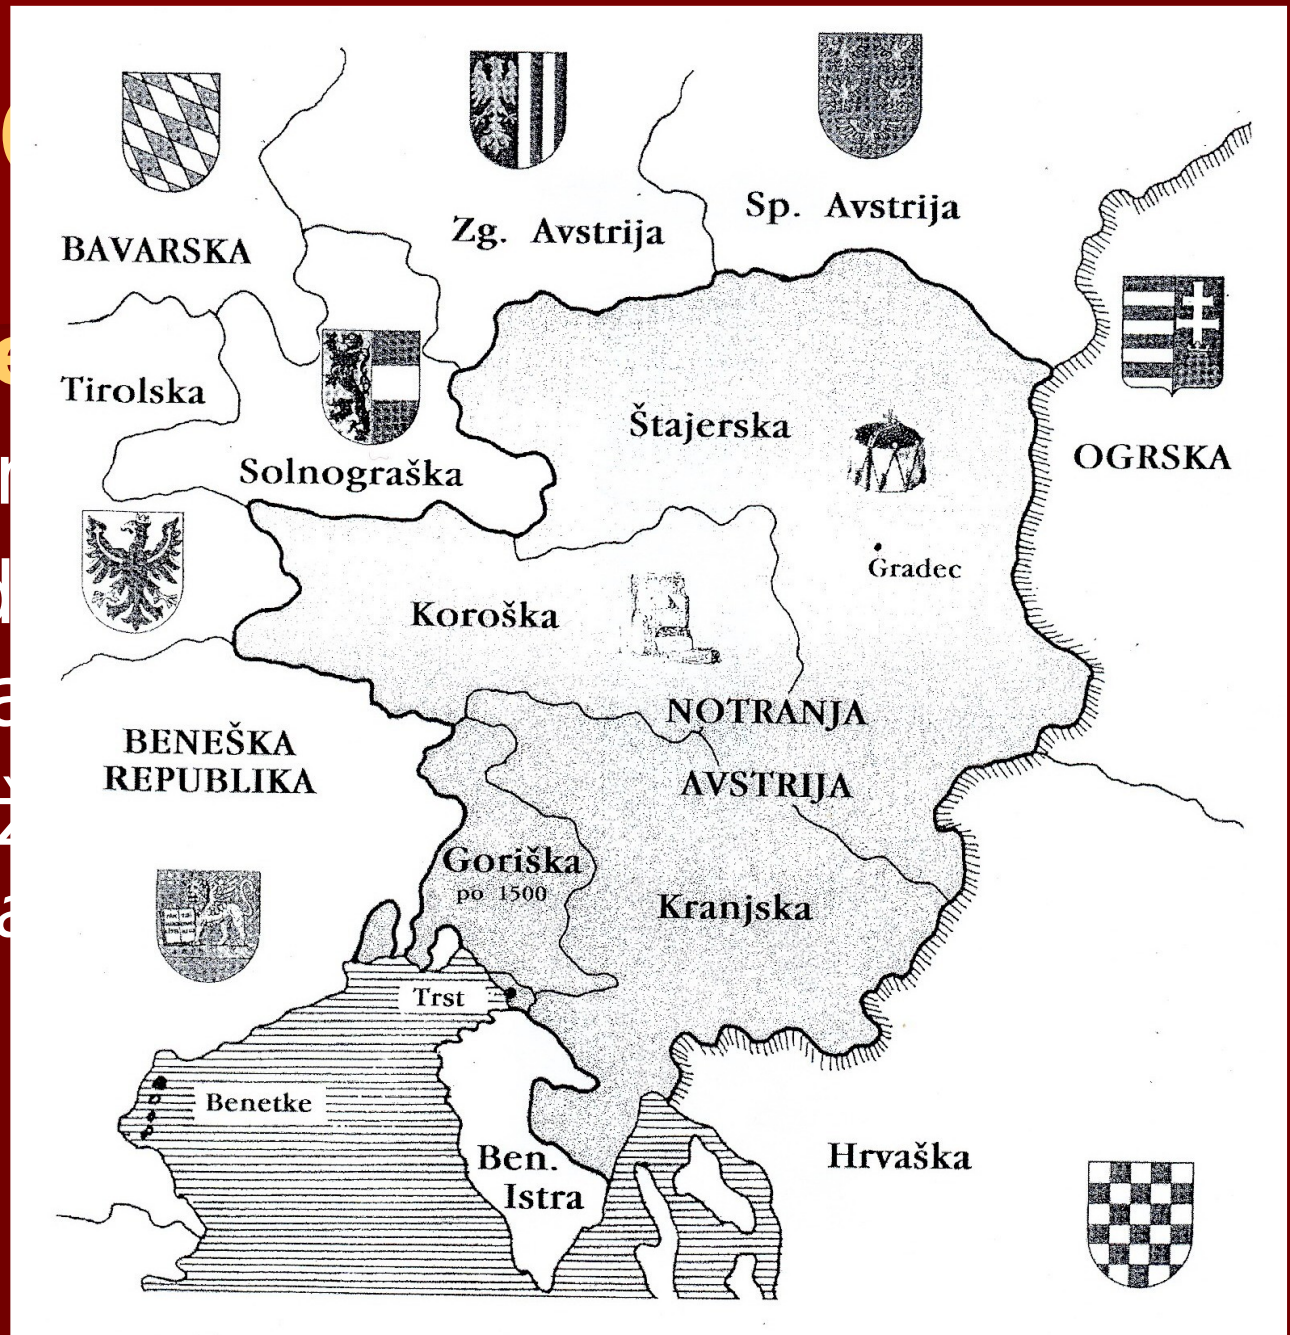 Zg. Avstrija
Sp. Avstrija
BAVARSKA
Tirolska
Štajerska
OGRSKA
Solnograška
Gradec
Koroška
NOTRANJA
AVSTRIJA
BENEŠKA
REPUBLIKA
Goriška
po 1500
Kranjska
Trst
Benetke
Ben.
Istra
Hrvaška